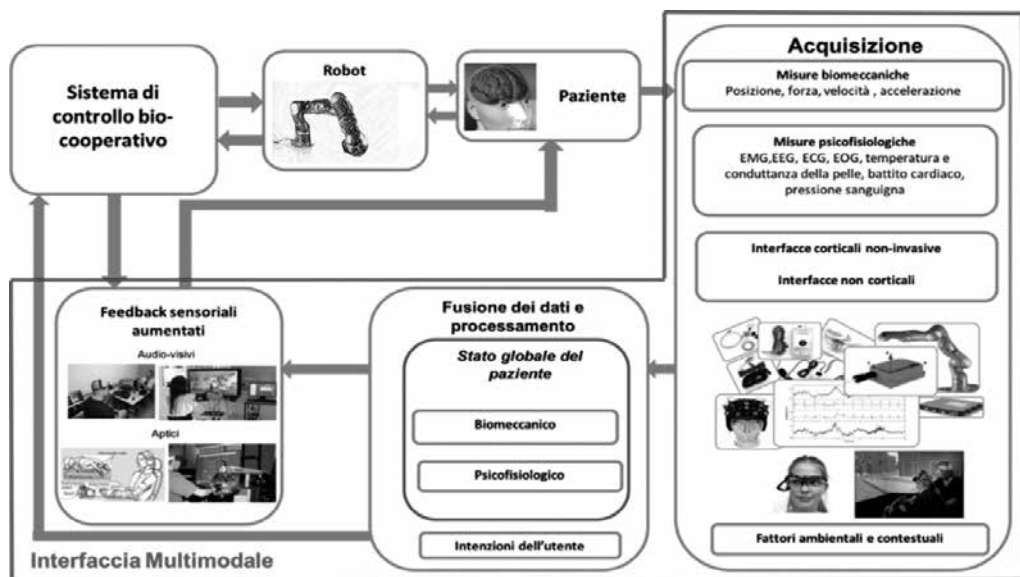 Sistema di
controllo bio-
cooperativo
Robot
Paziente
Acquisizione
Misure biomeccaniche
Posizione, forza, velocità , accelerazione
Misure psicofisiologiche
EMG,EEG, ECG, EOG, temperatura e
conduttanza della pelle, battito cardiaco,
pressione sanguigna
Interfacce corticali non-invasive
Interfacce non corticali
Fattori ambientali e contestuali
Feedback sensoriali
aumentati
Audio-visivi
Aptici
Fusione dei dati e
processamento
Stato globale del
paziente
Biomeccanico
Psicofisiologico
Intenzioni dell'utente
Interfaccia Multimodale